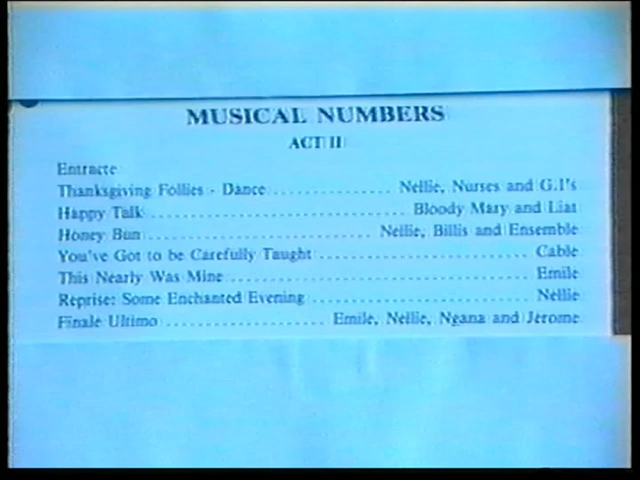 MUSICAL NUMBERS
ACT II
Entracte
Thanksgiving Follies - Dance .............. Nellie, Nurses and G.I's
Happy Talk ................................ Bloody Mary and Liat
Honey Bun ............................. Nellie, Billis and Ensemble
You've Got to be Carefully Taught ......................... Cable
This Nearly Was Mine ..................................... Emile
Reprise: Some Enchanted Evening .......................... Nellie
Finale Ultimo .................... Emile, Nellie, Ngana and Jerome